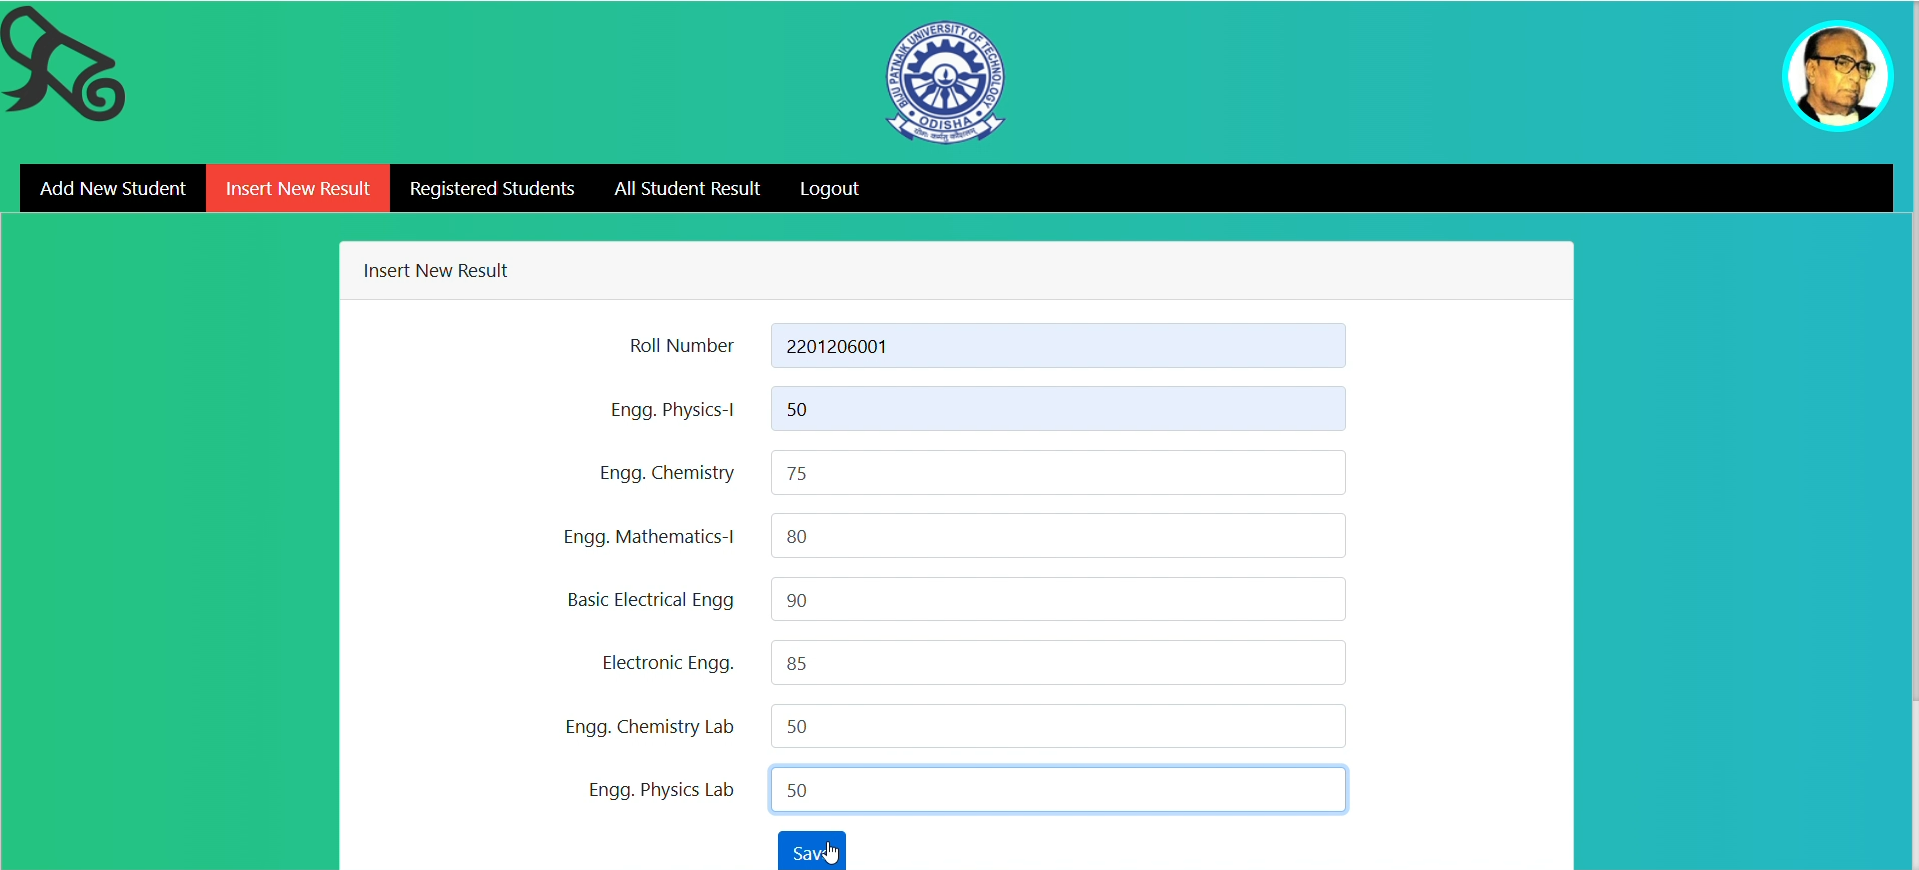 BIJU PATNAIK UNIVERSITY OF TECHNOLOGY
ODISHA
Add New Student Insert New Result Registered Students All Student Result Logout
Insert New Result
Roll Number 2201206001
Engg. Physics-I 50
Engg. Chemistry 75
Engg. Mathematics-I 80
Basic Electrical Engg 90
Electronic Engg. 85
Engg. Chemistry Lab 50
Engg. Physics Lab 50